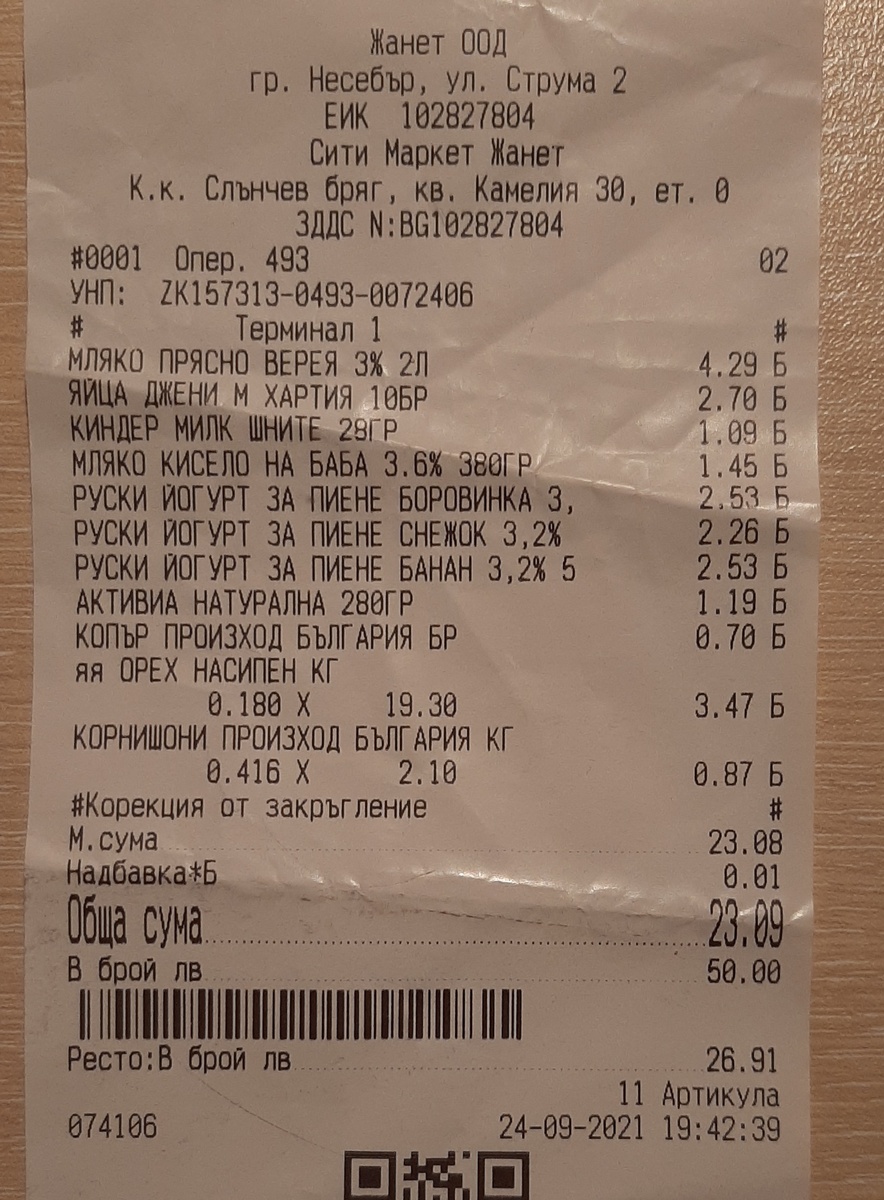 Жанет ООД
гр. Несебър, ул. Струма 2
ЕИК 102827804
Сити Маркет Жанет
К.к. Слънчев бряг, кв. Камелия 30, ет. 0
ЗДДС N:BG102827804
#0001 Опер. 493 02
УНП: ZK157313-0493-0072406
# Терминал 1 #
МЛЯКО ПРЯСНО ВЕРЕЯ 3% 2Л 4.29 Б
ЯЙЦА ДЖЕНИ М ХАРТИЯ 10БР 2.70 Б
КИНДЕР МИЛК ШНИТЕ 28ГР 1.09 Б
МЛЯКО КИСЕЛО НА БАБА 3.6% 380ГР 1.45 Б
РУСКИ ЙОГУРТ ЗА ПИЕНЕ БОРОВИНКА 3, 2.53 Б
РУСКИ ЙОГУРТ ЗА ПИЕНЕ СНЕЖОК 3,2% 2.26 Б
РУСКИ ЙОГУРТ ЗА ПИЕНЕ БАНАН 3,2% 5 2.53 Б
АКТИВИА НАТУРАЛНА 280ГР 1.19 Б
КОПЪР ПРОИЗХОД БЪЛГАРИЯ БР 0.70 Б
яя ОРЕХ НАСИПЕН КГ
0.180 X 19.30 3.47 Б
КОРНИШОНИ ПРОИЗХОД БЪЛГАРИЯ КГ
0.416 X 2.10 0.87 Б
#Корекция от закръгление #
М.сума 23.08
Надбавка*Б 0.01
Обща сума 23.09
В брой лв 50.00
Ресто:В брой лв 26.91
11 Артикула
074106 24-09-2021 19:42:39